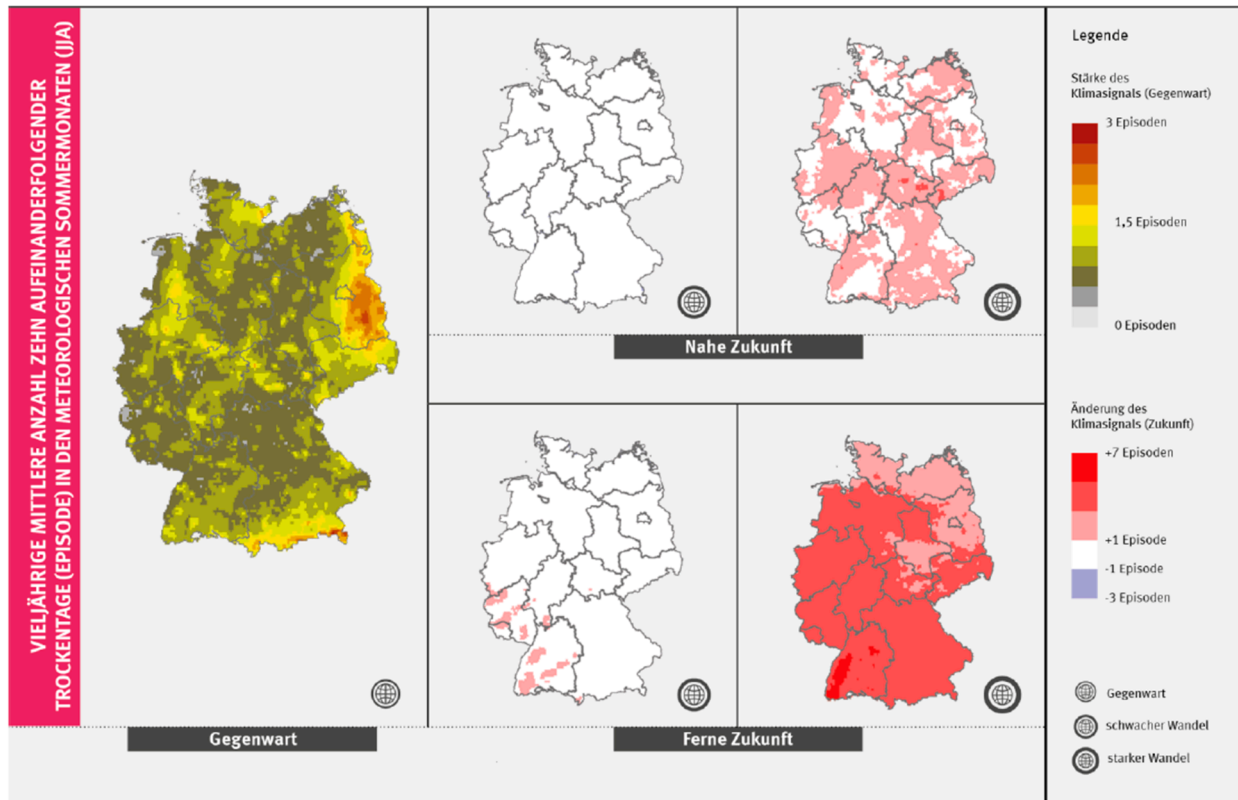 VIELJÄHRIGE MITTLERE ANZAHL ZEHN AUFEINANDERFOLGENDER
TROCKENTAGE (EPISODE) IN DEN METEOROLOGISCHEN SOMMERMONATEN (JJA)
Gegenwart
Nahe Zukunft
Ferne Zukunft
Legende
Stärke des
Klimasignals (Gegenwart)
3 Episoden
1,5 Episoden
0 Episoden
Änderung des
Klimasignals (Zukunft)
+7 Episoden
+1 Episode
-1 Episode
-3 Episoden
Gegenwart
schwacher Wandel
starker Wandel